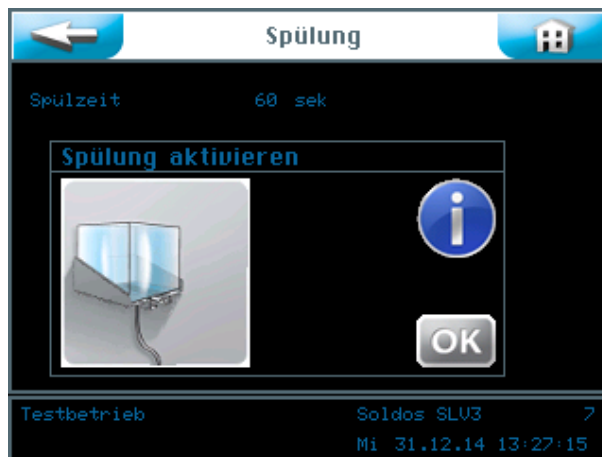 Spülung
Spülzeit 60 sek
Spülung aktivieren
i
OK
Testbetrieb Soldos SLV3 7
Mi 31.12.14 13:27:15